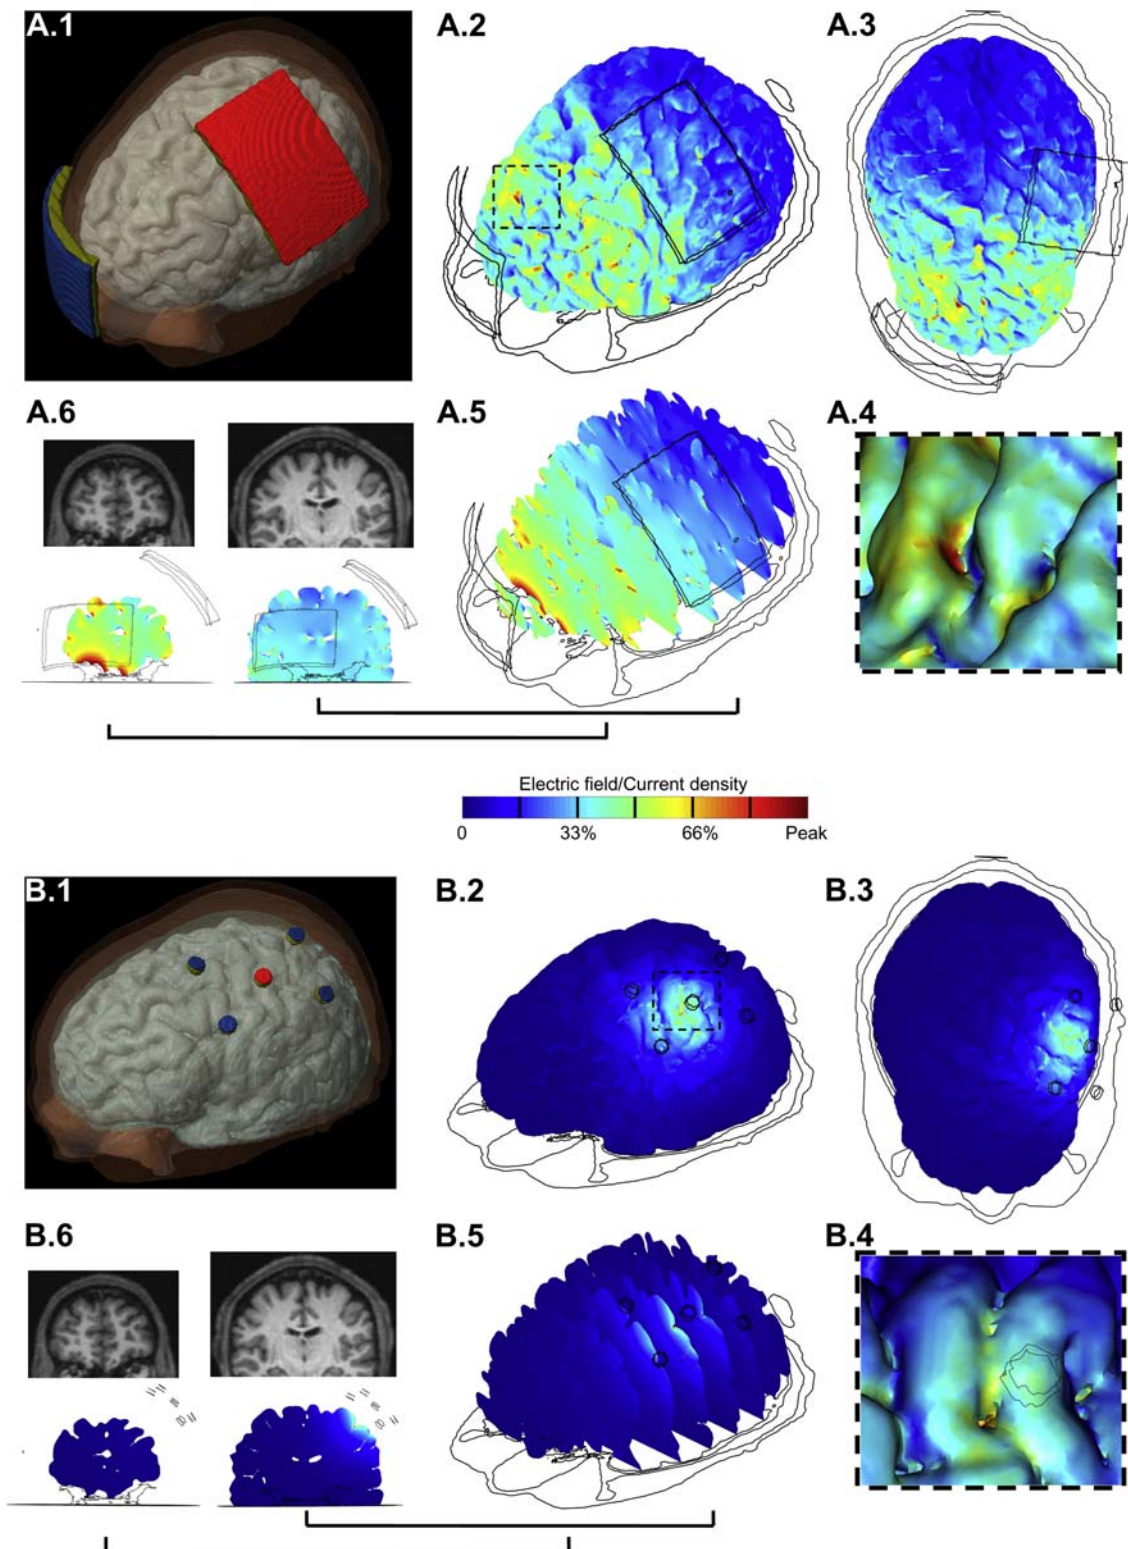 A.1
A.2
A.3
A.6
A.5
A.4
Electric field/Current density
0 33% 66% Peak
B.1
B.2
B.3
B.6
B.5
B.4